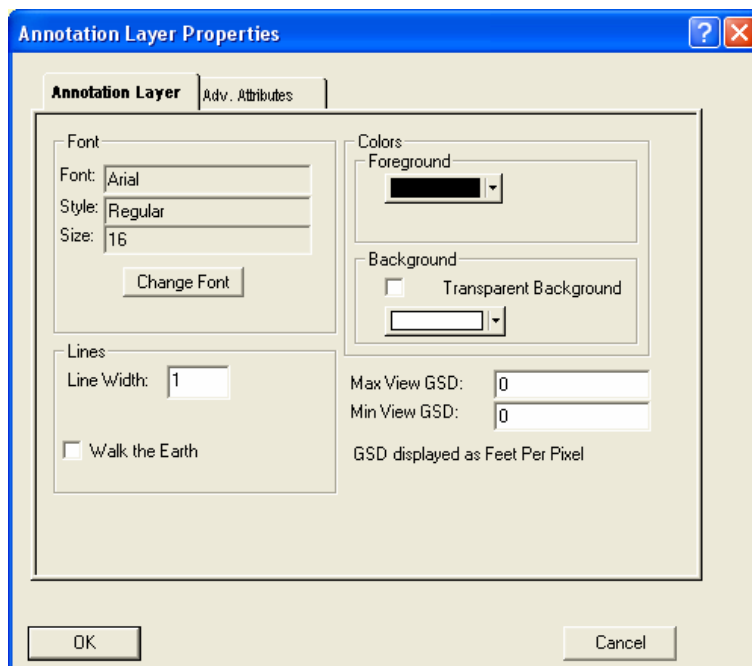 Annotation Layer Properties
Annotation Layer
Adv. Attributes
Font
Font: Arial
Style: Regular
Size: 16
Change Font
Colors
Foreground
Background
Transparent Background
Lines
Line Width: 1
Walk the Earth
Max View GSD: 0
Min View GSD: 0
GSD displayed as Feet Per Pixel
OK
Cancel